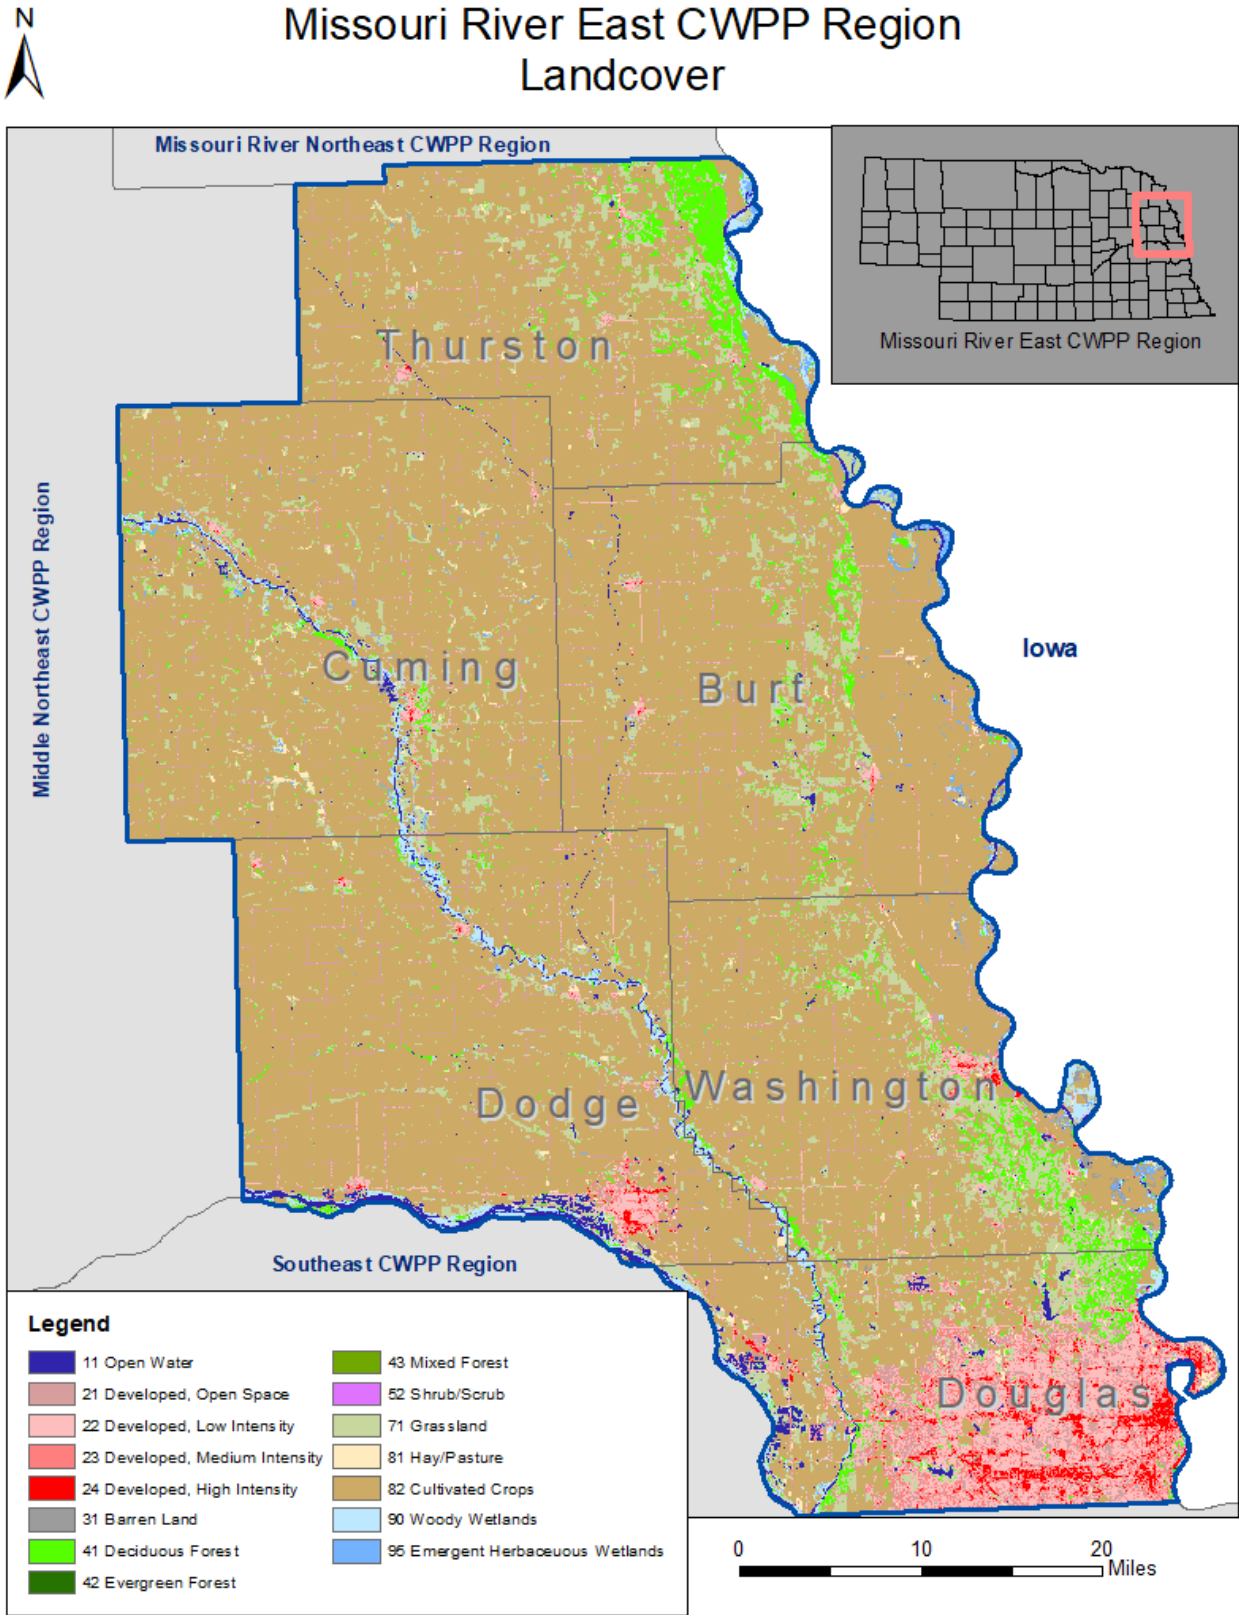 N
Missouri River East CWPP Region
Landcover
Missouri River Northeast CWPP Region
Missouri River East CWPP Region
Thurston
Middle Northeast CWPP Region
Iowa
Cuming
Burt
Dodge
Washington
Southeast CWPP Region
Douglas
Legend
11 Open Water
21 Developed, Open Space
22 Developed, Low Intensity
23 Developed, Medium Intensity
24 Developed, High Intensity
31 Barren Land
41 Deciduous Forest
42 Evergreen Forest
43 Mixed Forest
52 Shrub/Scrub
71 Grassland
81 Hay/Pasture
82 Cultivated Crops
90 Woody Wetlands
95 Emergent Herbaceuous Wetlands
0 10 20
Miles